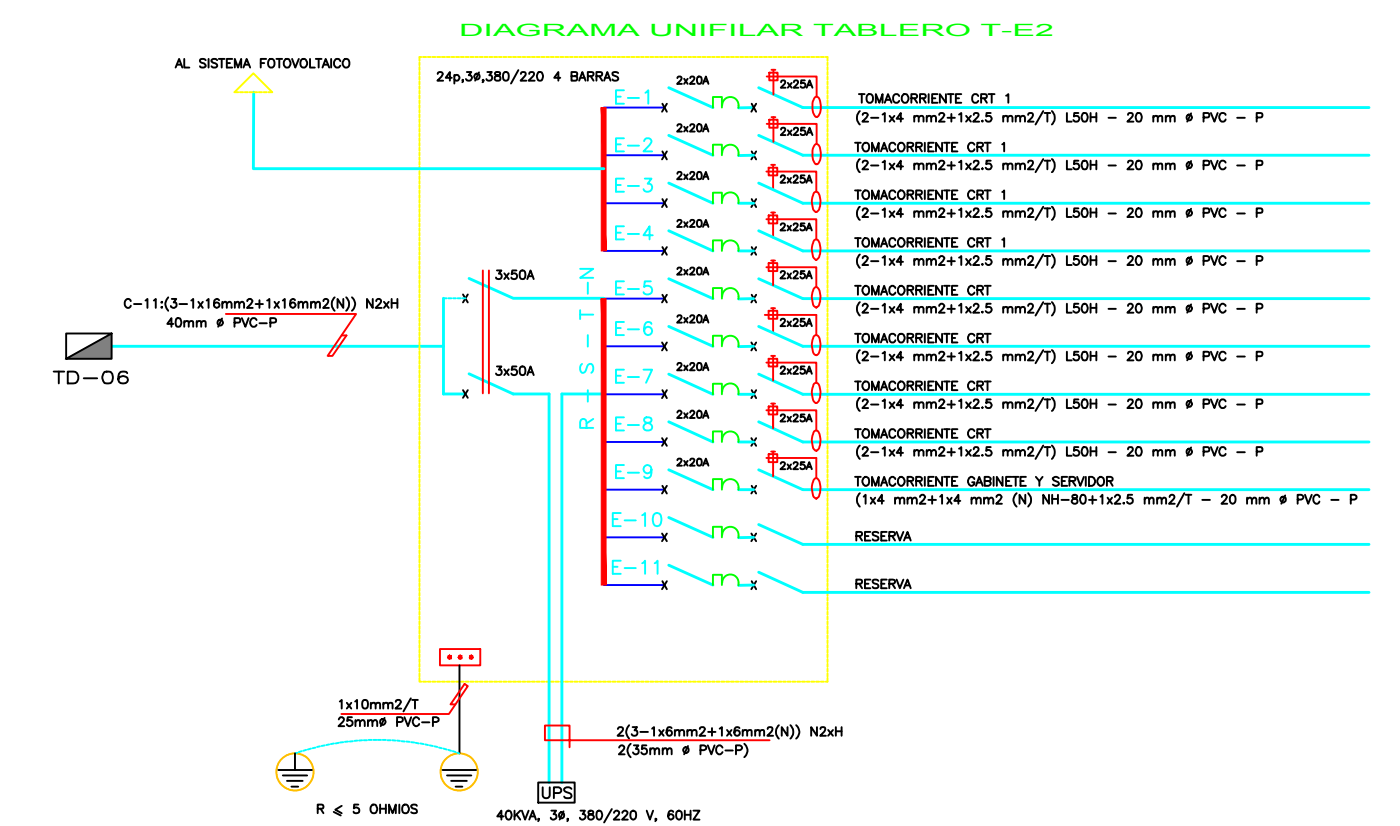 DIAGRAMA UNIFILAR TABLERO T-E2
AL SISTEMA FOTOVOLTAICO
24p,3ø,380/220 4 BARRAS
E-1
2x20A
2x25A
TOMACORRIENTE CRT 1
(2-1x4 mm2+1x2.5 mm2/T) L50H - 20 mm ø PVC - P
E-2
2x20A
2x25A
TOMACORRIENTE CRT 1
(2-1x4 mm2+1x2.5 mm2/T) L50H - 20 mm ø PVC - P
E-3
2x20A
2x25A
TOMACORRIENTE CRT 1
(2-1x4 mm2+1x2.5 mm2/T) L50H - 20 mm ø PVC - P
E-4
2x20A
2x25A
TOMACORRIENTE CRT 1
(2-1x4 mm2+1x2.5 mm2/T) L50H - 20 mm ø PVC - P
E-5
2x20A
2x25A
TOMACORRIENTE CRT
(2-1x4 mm2+1x2.5 mm2/T) L50H - 20 mm ø PVC - P
E-6
2x20A
2x25A
TOMACORRIENTE CRT
(2-1x4 mm2+1x2.5 mm2/T) L50H - 20 mm ø PVC - P
E-7
2x20A
2x25A
TOMACORRIENTE CRT
(2-1x4 mm2+1x2.5 mm2/T) L50H - 20 mm ø PVC - P
E-8
2x20A
2x25A
TOMACORRIENTE CRT
(2-1x4 mm2+1x2.5 mm2/T) L50H - 20 mm ø PVC - P
E-9
2x20A
2x25A
TOMACORRIENTE GABINETE Y SERVIDOR
(1x4 mm2+1x4 mm2 (N) NH-80+1x2.5 mm2/T - 20 mm ø PVC - P
E-10
RESERVA
E-11
RESERVA
R - S - T - N
3x50A
3x50A
C-11:(3-1x16mm2+1x16mm2(N)) N2xH
40mm ø PVC-P
TD-06
1x10mm2/T
25mmø PVC-P
R ⩽ 5 OHMIOS
2(3-1x6mm2+1x6mm2(N)) N2xH
2(35mm ø PVC-P)
UPS
40KVA, 3ø, 380/220 V, 60HZ